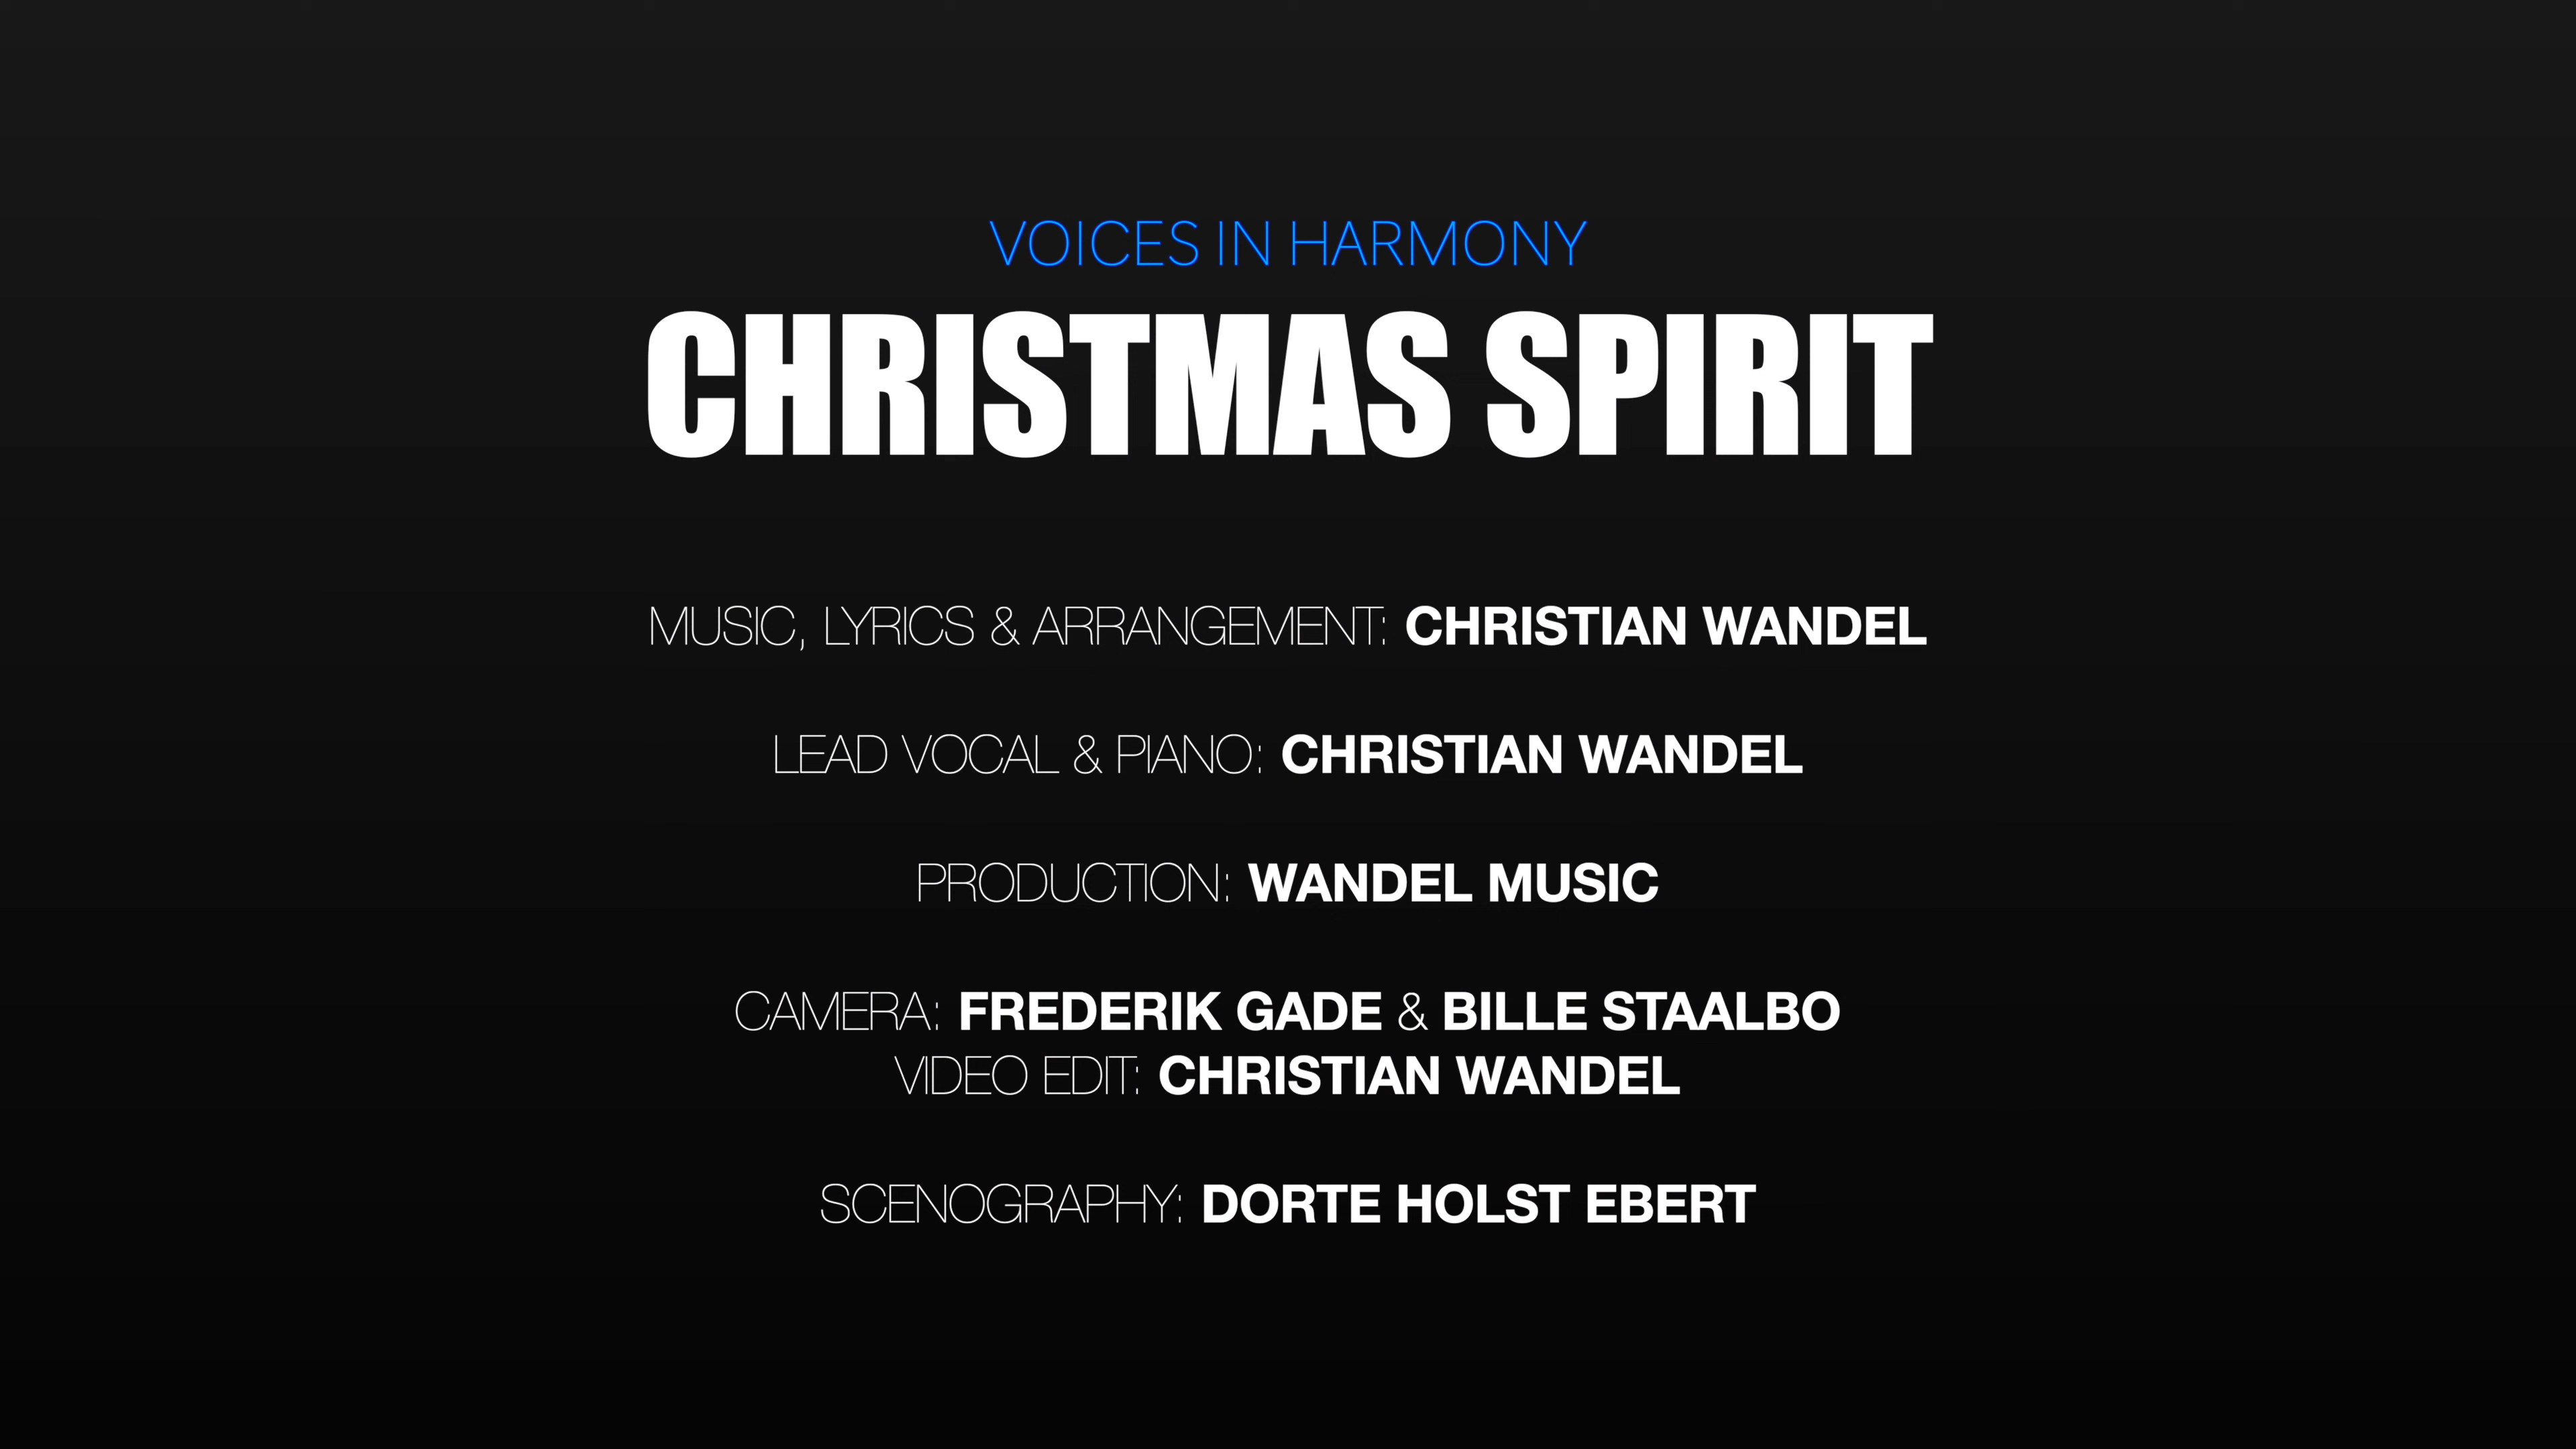 VOICES IN HARMONY
CHRISTMAS SPIRIT
MUSIC, LYRICS & ARRANGEMENT: CHRISTIAN WANDEL
LEAD VOCAL & PIANO: CHRISTIAN WANDEL
PRODUCTION: WANDEL MUSIC
CAMERA: FREDERIK GADE & BILLE STAALBO
VIDEO EDIT: CHRISTIAN WANDEL
SCENOGRAPHY: DORTE HOLST EBERT